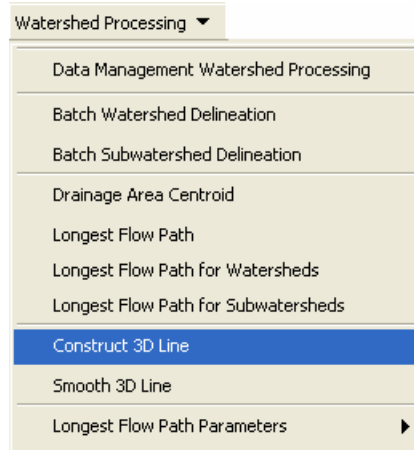 Watershed Processing
Data Management Watershed Processing
Batch Watershed Delineation
Batch Subwatershed Delineation
Drainage Area Centroid
Longest Flow Path
Longest Flow Path for Watersheds
Longest Flow Path for Subwatersheds
Construct 3D Line
Smooth 3D Line
Longest Flow Path Parameters